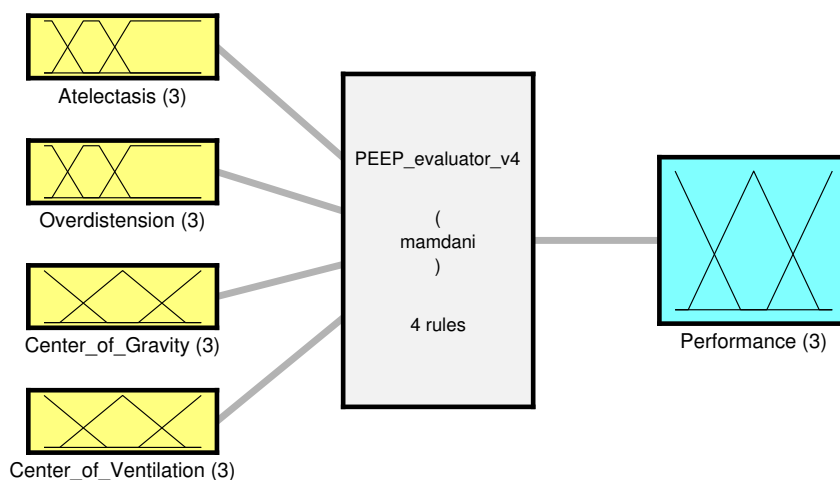 Atelectasis (3)
Overdistension (3)
Center_of_Gravity (3)
Center_of_Ventilation (3)
PEEP_evaluator_v4
(
mamdani
)
4 rules
Performance (3)